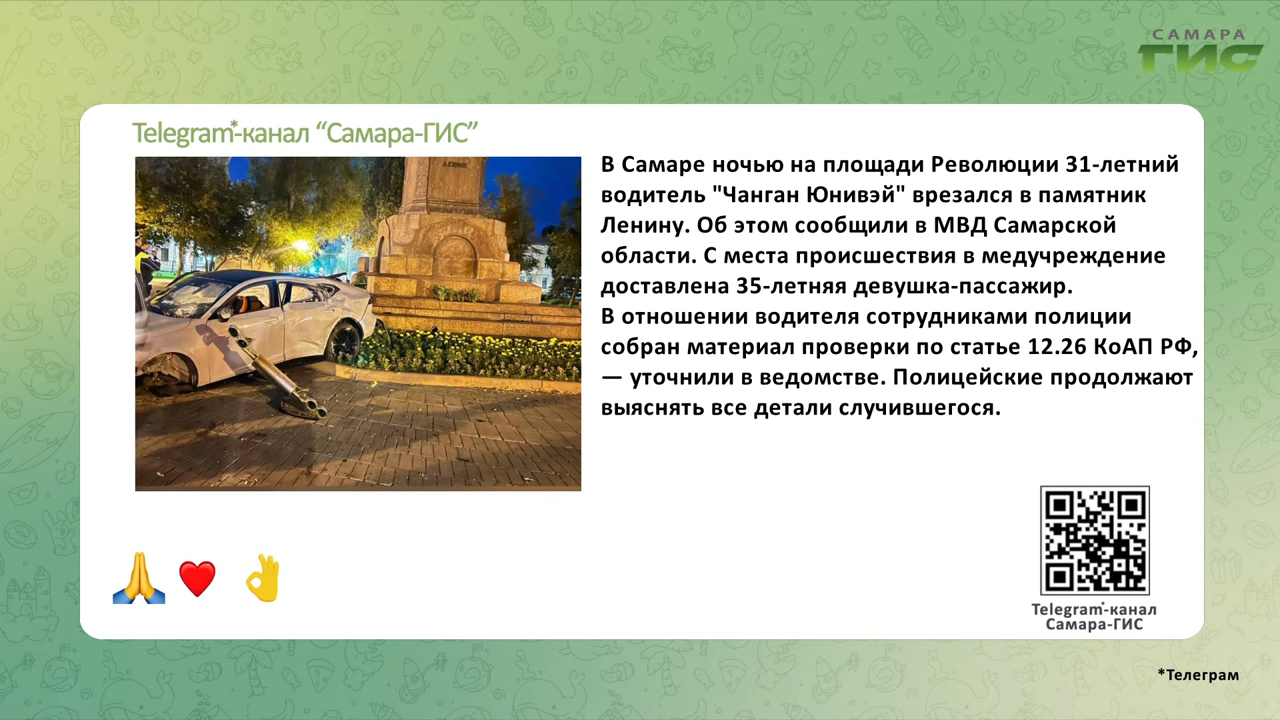 САМАРА
ГИС
Telegram*-канал “Самара-ГИС”
В Самаре ночью на площади Революции 31-летний
водитель "Чанган Юнивэй" врезался в памятник
Ленину. Об этом сообщили в МВД Самарской
области. С места происшествия в медучреждение
доставлена 35-летняя девушка-пассажир.
В отношении водителя сотрудниками полиции
собран материал проверки по статье 12.26 КоАП РФ,
— уточнили в ведомстве. Полицейские продолжают
выяснять все детали случившегося.
Telegram*-канал
Самара-ГИС
*Телеграм